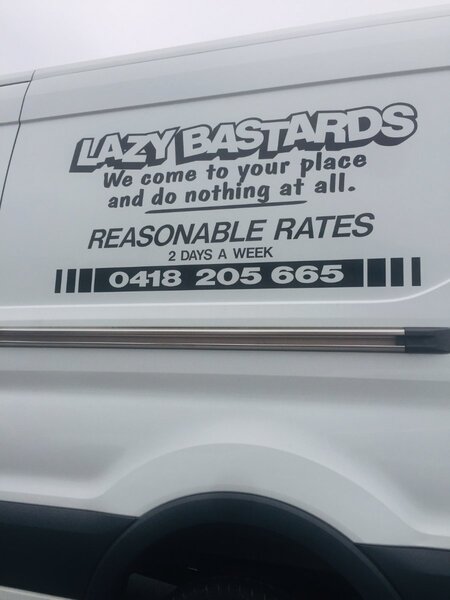 LAZY BASTARDS
We come to your place
and do nothing at all.
REASONABLE RATES
2 DAYS A WEEK
0418 205 665